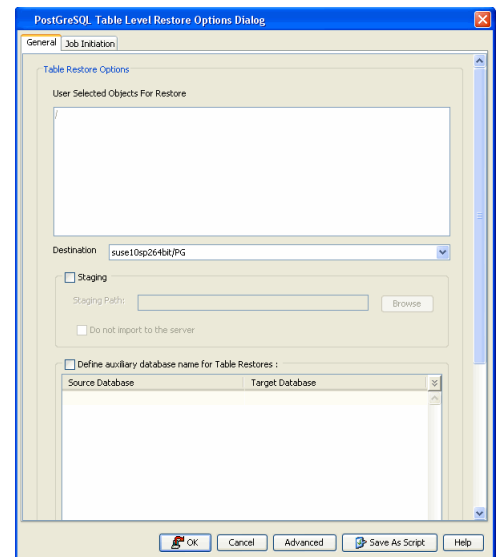 PostGreSQL Table Level Restore Options Dialog
General Job Initiation
Table Restore Options
User Selected Objects For Restore
/
Destination suse10sp264bit/PG
Staging
Staging Path: Browse
Do not import to the server
Define auxiliary database name for Table Restores :
Source Database Target Database
OK Cancel Advanced Save As Script Help